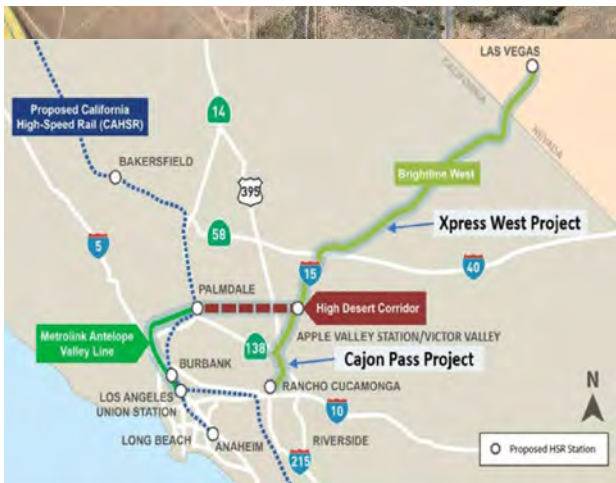 LAS VEGAS
CALIFORNIA
NEVADA
Proposed California
High-Speed Rail (CAHSR)
14
BAKERSFIELD
395
Brightline West
Xpress West Project
5
58
15
40
PALMDALE
High Desert Corridor
Metrolink Antelope
Valley Line
138
APPLE VALLEY STATION/VICTOR VALLEY
Cajon Pass Project
BURBANK
RANCHO CUCAMONGA
LOS ANGELES
UNION STATION
10
N
LONG BEACH
ANAHEIM
RIVERSIDE
215
Proposed HSR Station